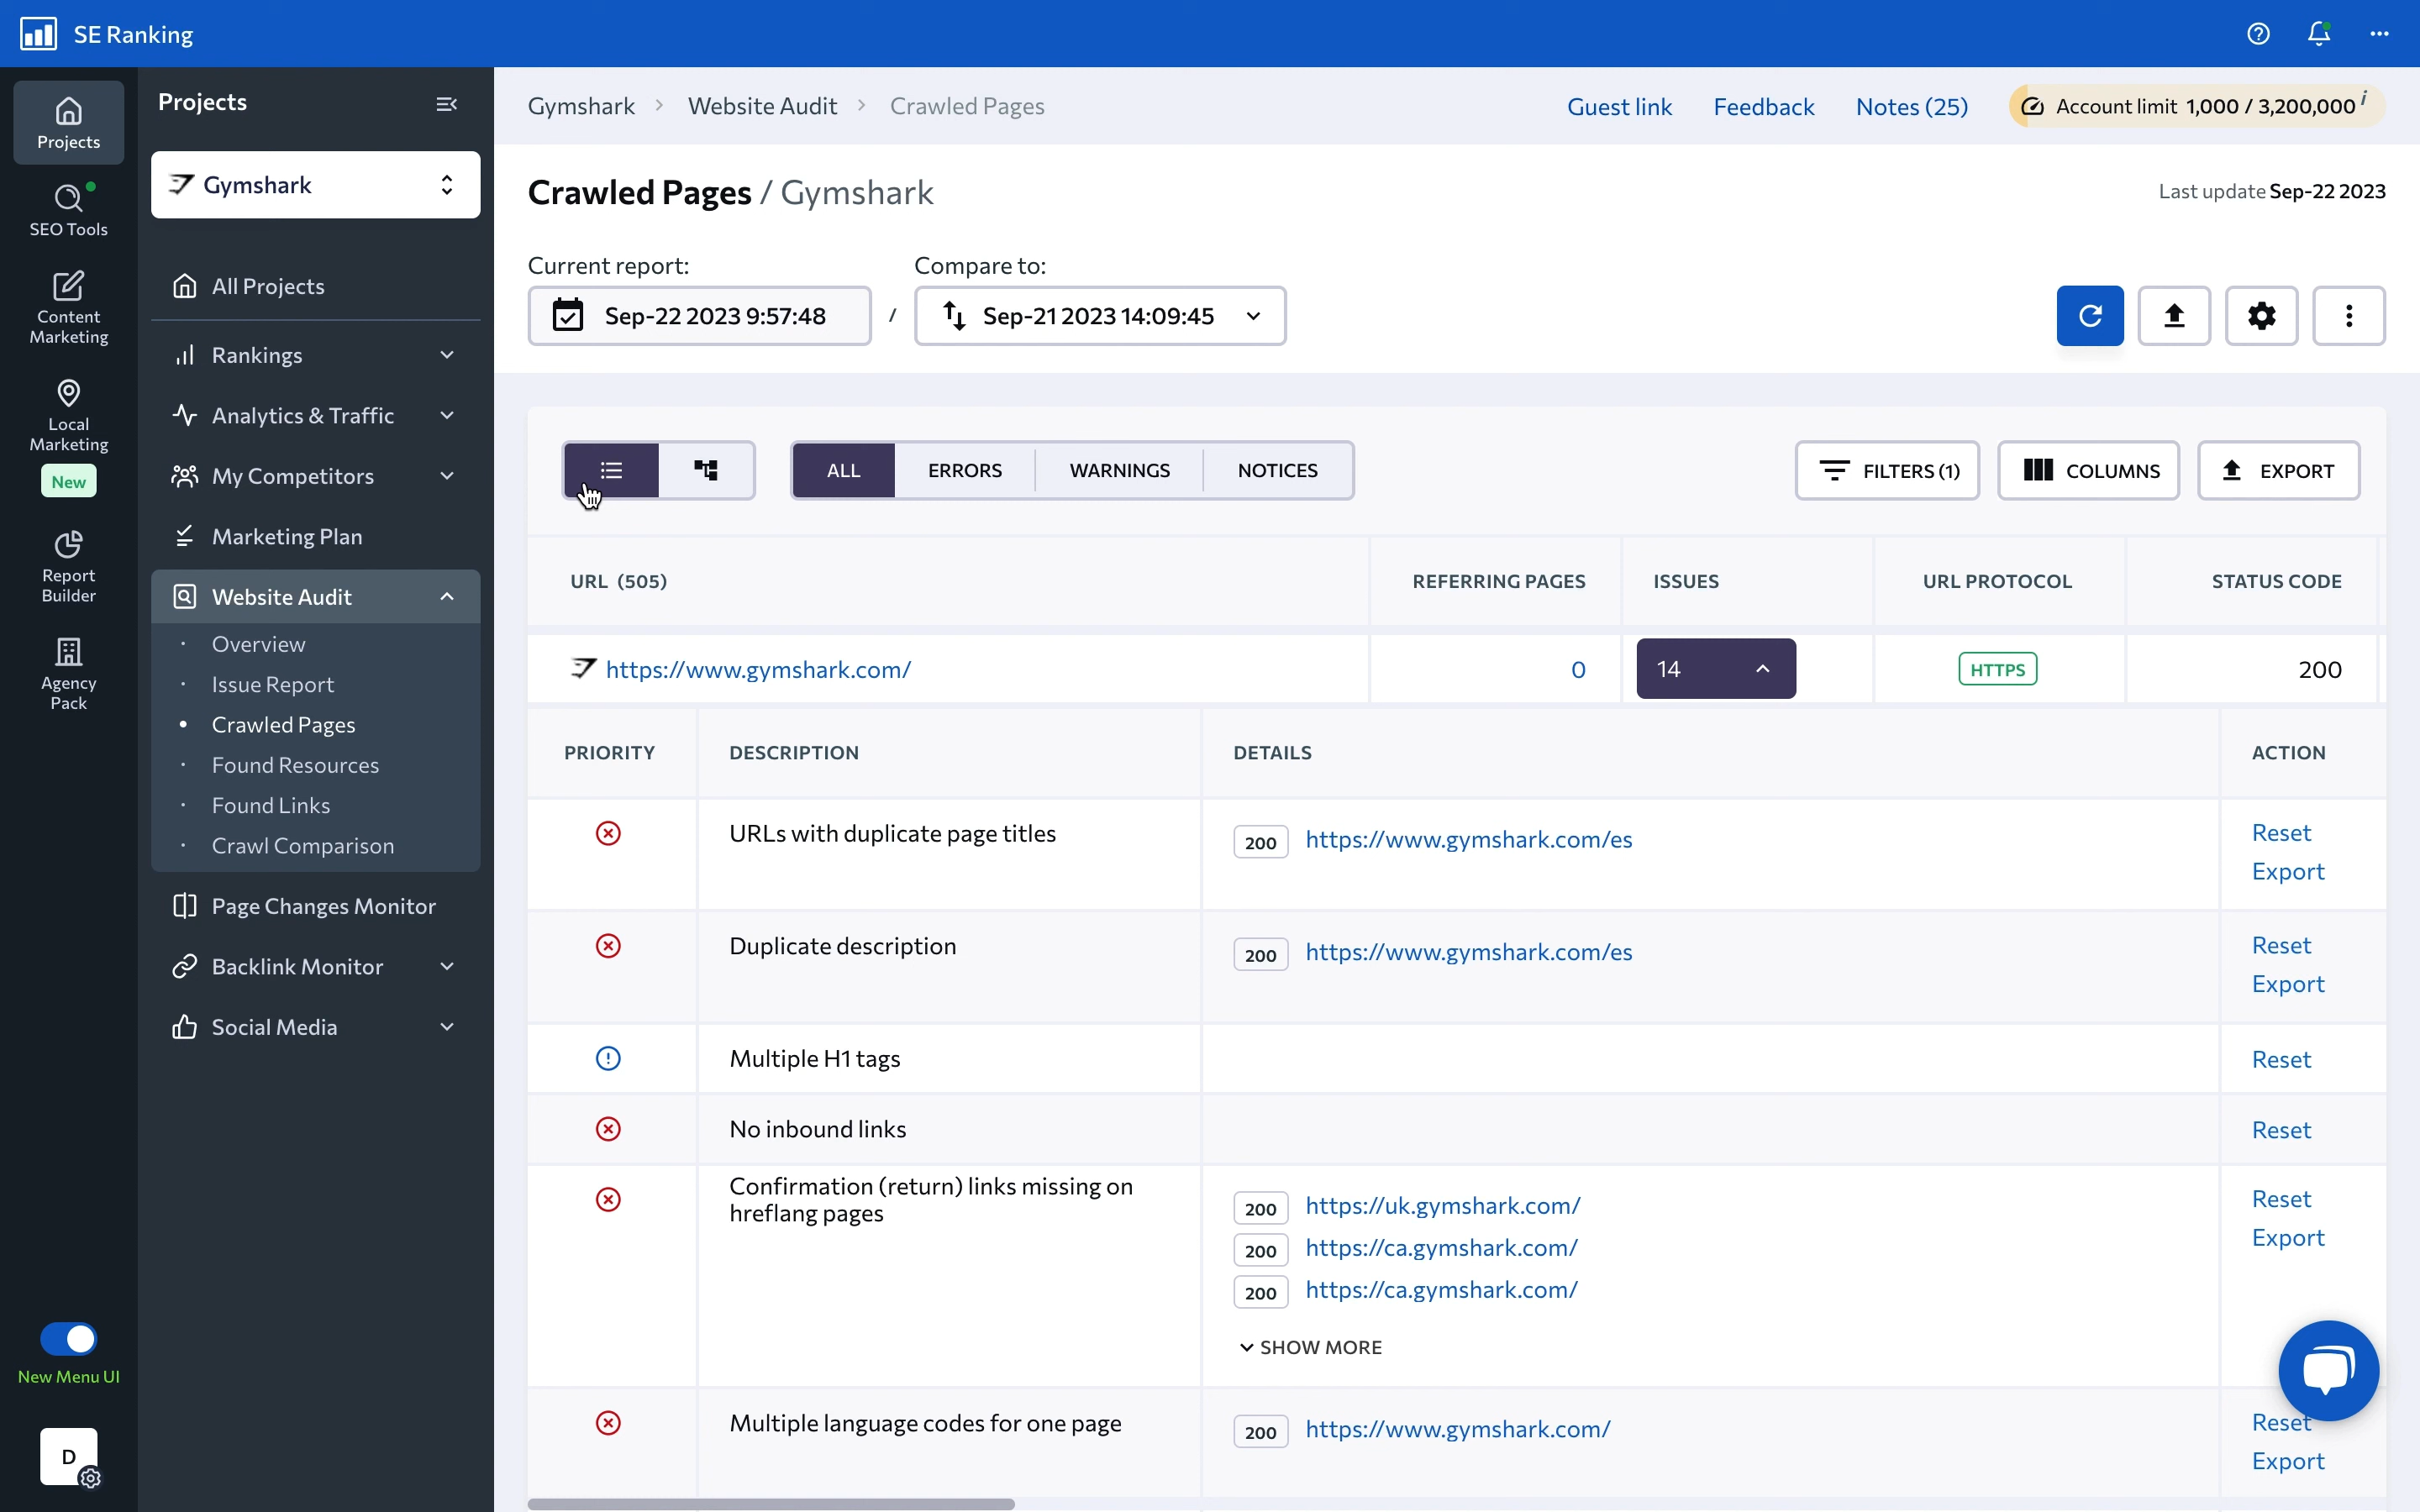 SE Ranking
Projects
SEO Tools
Content
Marketing
Local
Marketing
New
Report
Builder
Agency
Pack
New Menu UI
D
Projects
Gymshark
All Projects
Rankings
Analytics & Traffic
My Competitors
Marketing Plan
Website Audit
Overview
Issue Report
Crawled Pages
Found Resources
Found Links
Crawl Comparison
Page Changes Monitor
Backlink Monitor
Social Media
Gymshark > Website Audit > Crawled Pages
Guest link Feedback Notes (25) Account limit 1,000 / 3,200,000 i
Crawled Pages / Gymshark
Last update Sep-22 2023
Current report: Compare to:
Sep-22 2023 9:57:48 / Sep-21 2023 14:09:45
ALL ERRORS WARNINGS NOTICES FILTERS (1) COLUMNS EXPORT
URL (505) REFERRING PAGES ISSUES URL PROTOCOL STATUS CODE
https://www.gymshark.com/ 0 14 HTTPS 200
PRIORITY DESCRIPTION DETAILS ACTION
URLs with duplicate page titles 200 https://www.gymshark.com/es Reset
Export
Duplicate description 200 https://www.gymshark.com/es Reset
Export
Multiple H1 tags Reset
No inbound links Reset
Confirmation (return) links missing on
hreflang pages
200 https://uk.gymshark.com/ Reset
200 https://ca.gymshark.com/ Export
200 https://ca.gymshark.com/
SHOW MORE
Multiple language codes for one page 200 https://www.gymshark.com/ Reset
Export